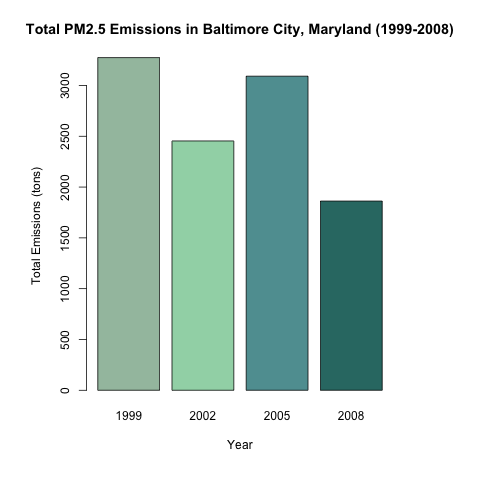 Total PM2.5 Emissions in Baltimore City, Maryland (1999-2008)
Total Emissions (tons)
3000
2500
2000
1500
1000
500
0
1999 2002 2005 2008
Year